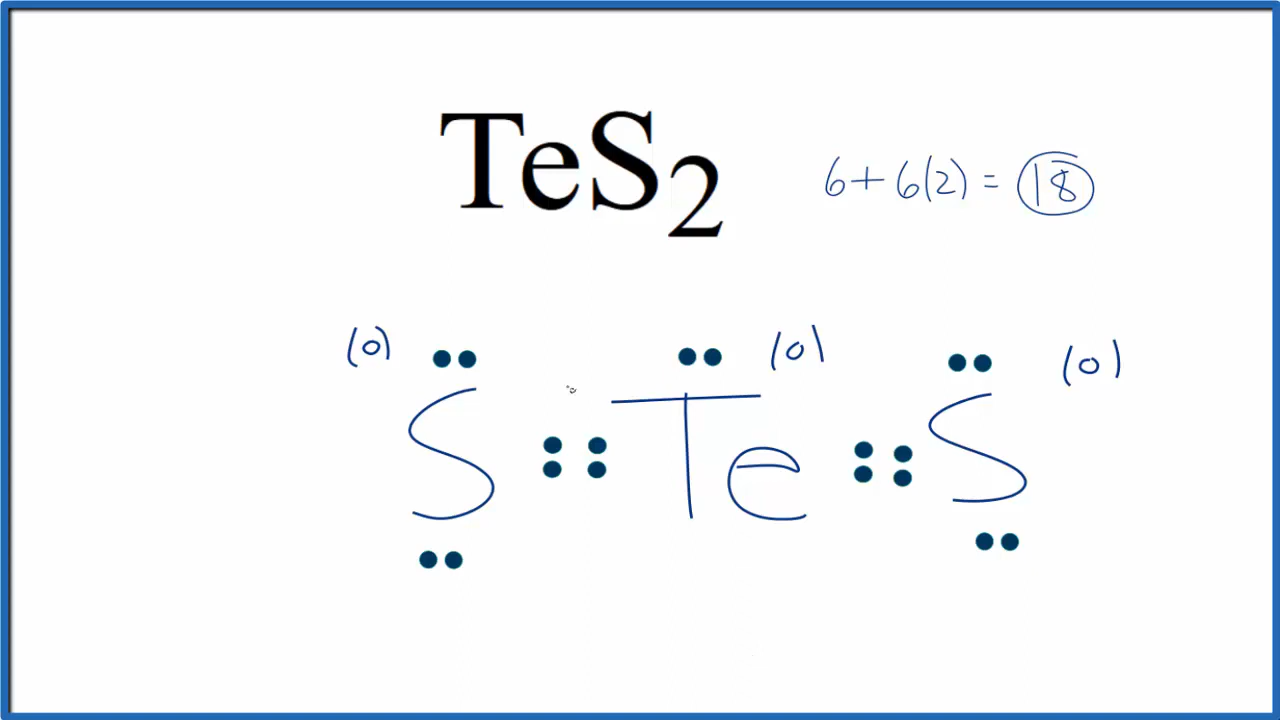 TeS2
6 + 6(2) = 18
(0) (0) (0)
S Te S